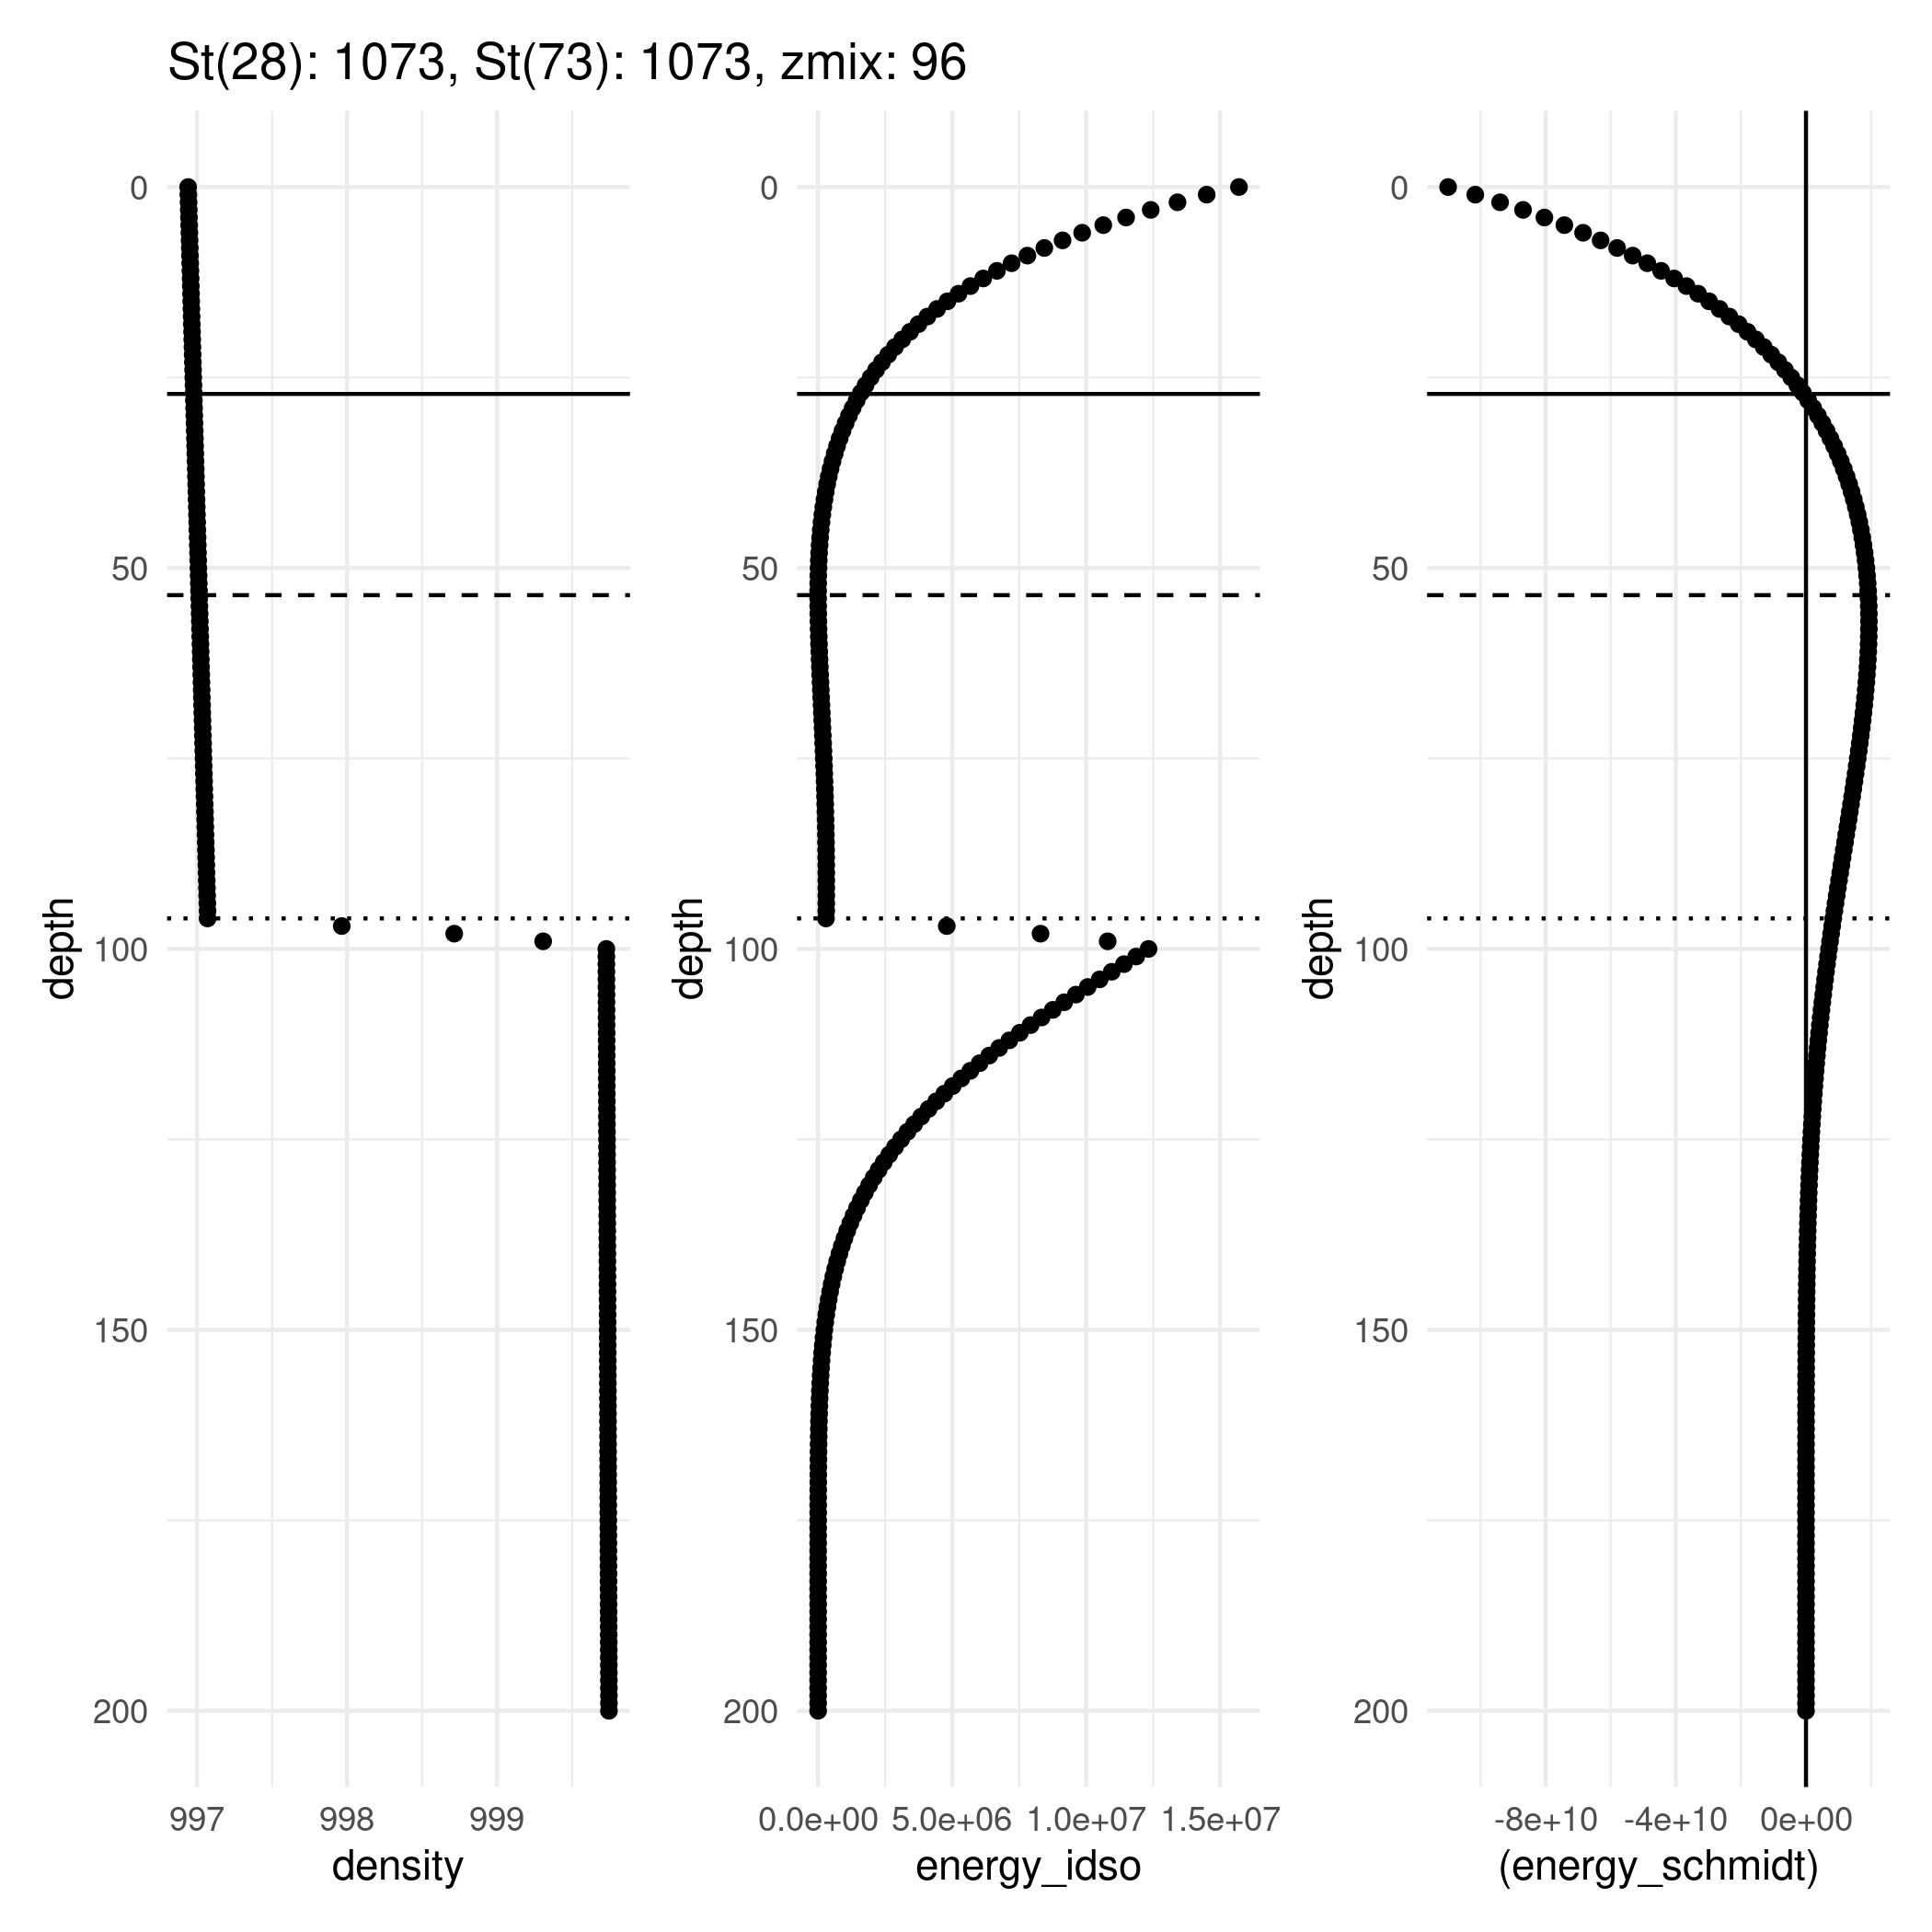 St(28): 1073, St(73): 1073, zmix: 96
depth
0
50
100
150
200
997 998 999
density
depth
0
50
100
150
200
0.0e+00 5.0e+06 1.0e+07 1.5e+07
energy_idso
depth
0
50
100
150
200
-8e+10 -4e+10 0e+00
(energy_schmidt)